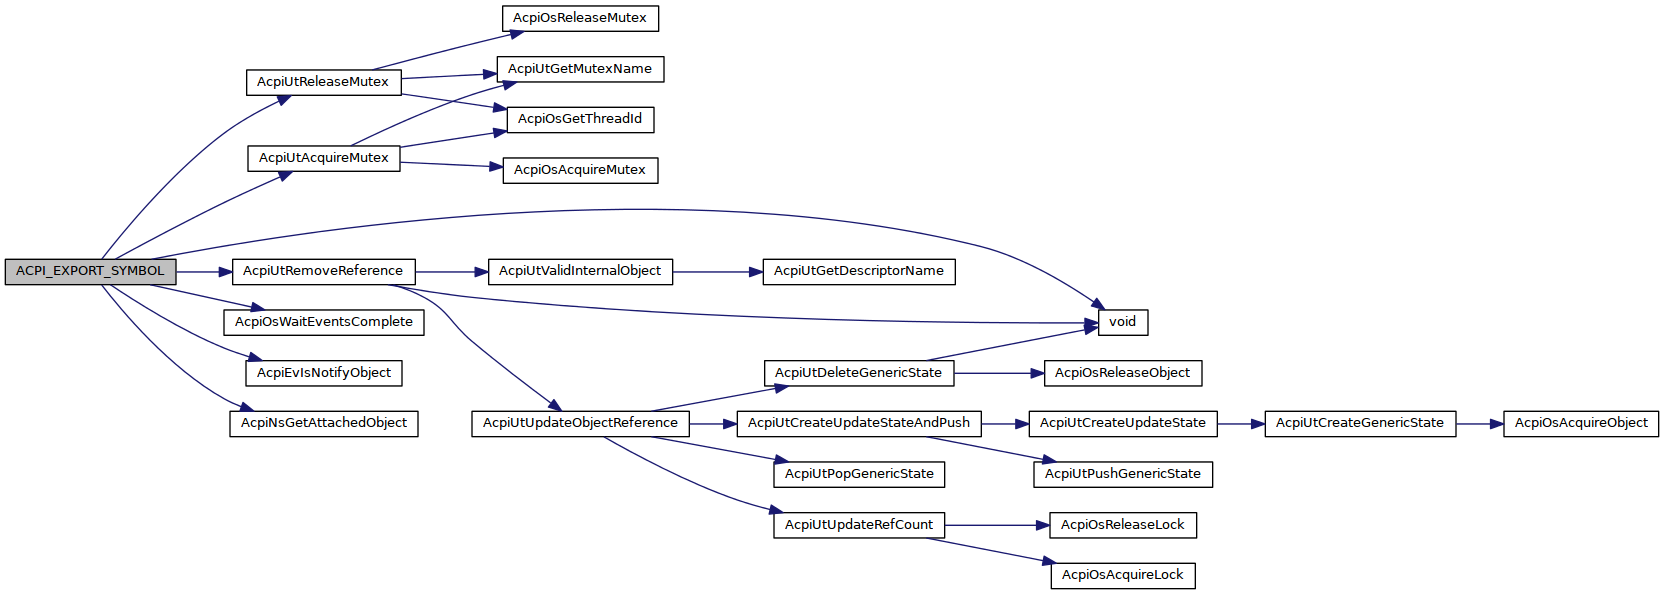 AcpiOsReleaseMutex
AcpiUtReleaseMutex
AcpiUtGetMutexName
AcpiOsGetThreadId
AcpiUtAcquireMutex
AcpiOsAcquireMutex
ACPI_EXPORT_SYMBOL
AcpiUtRemoveReference
AcpiUtValidInternalObject
AcpiUtGetDescriptorName
AcpiOsWaitEventsComplete
void
AcpiEvIsNotifyObject
AcpiUtDeleteGenericState
AcpiOsReleaseObject
AcpiNsGetAttachedObject
AcpiUtUpdateObjectReference
AcpiUtCreateUpdateStateAndPush
AcpiUtCreateUpdateState
AcpiUtCreateGenericState
AcpiOsAcquireObject
AcpiUtPopGenericState
AcpiUtPushGenericState
AcpiUtUpdateRefCount
AcpiOsReleaseLock
AcpiOsAcquireLock